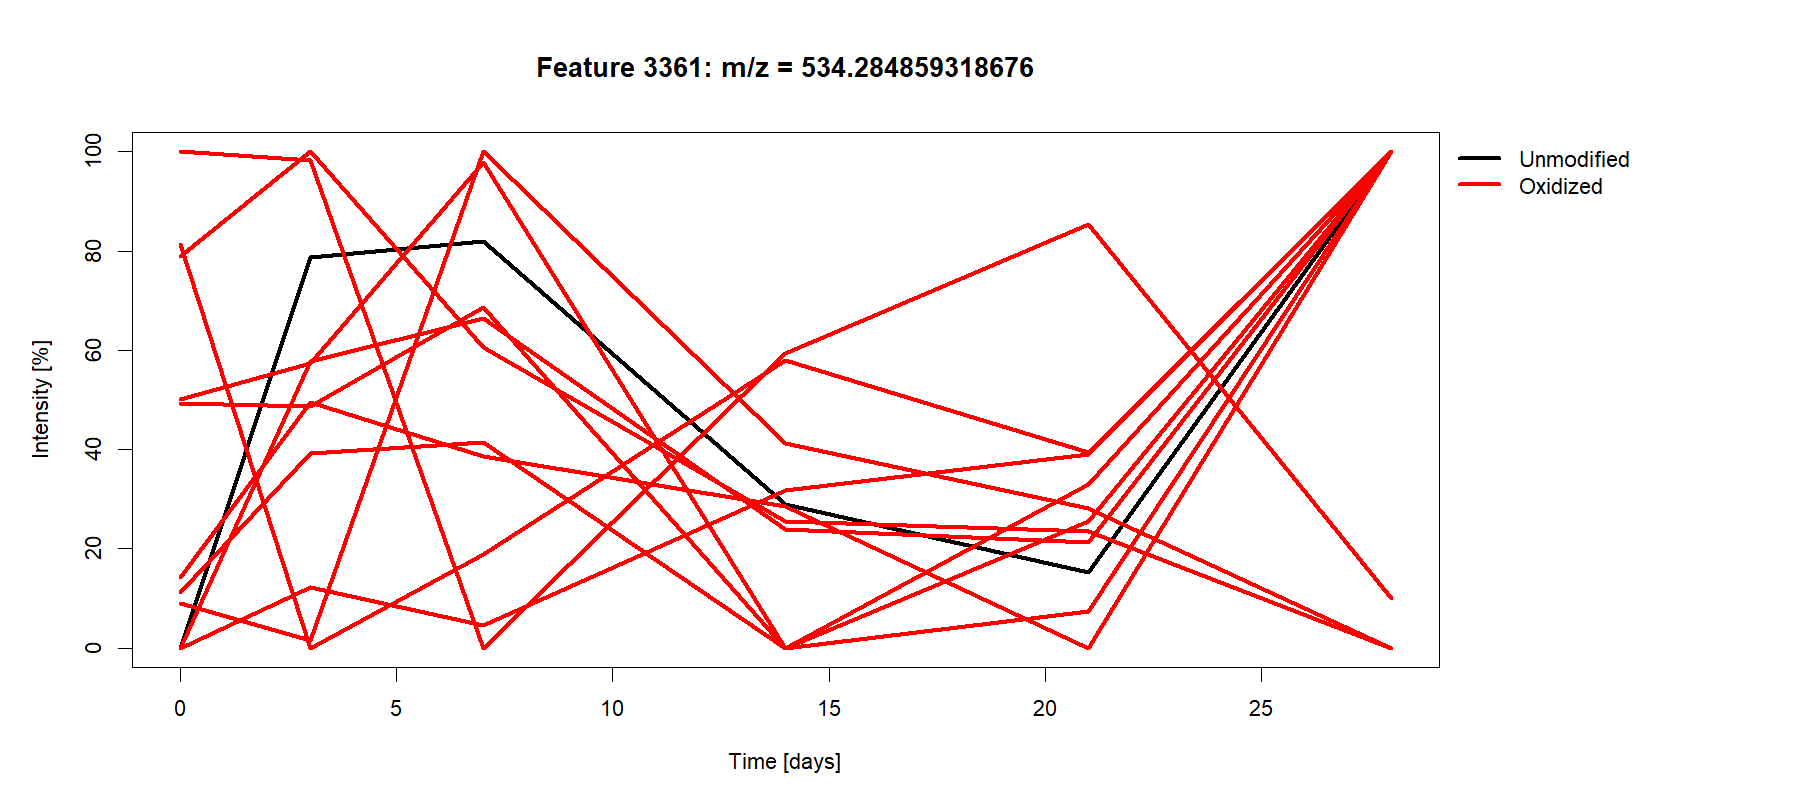 Feature 3361: m/z = 534.284859318676
Unmodified
Oxidized
Intensity [%]
100
80
60
40
20
0
0 5 10 15 20 25
Time [days]